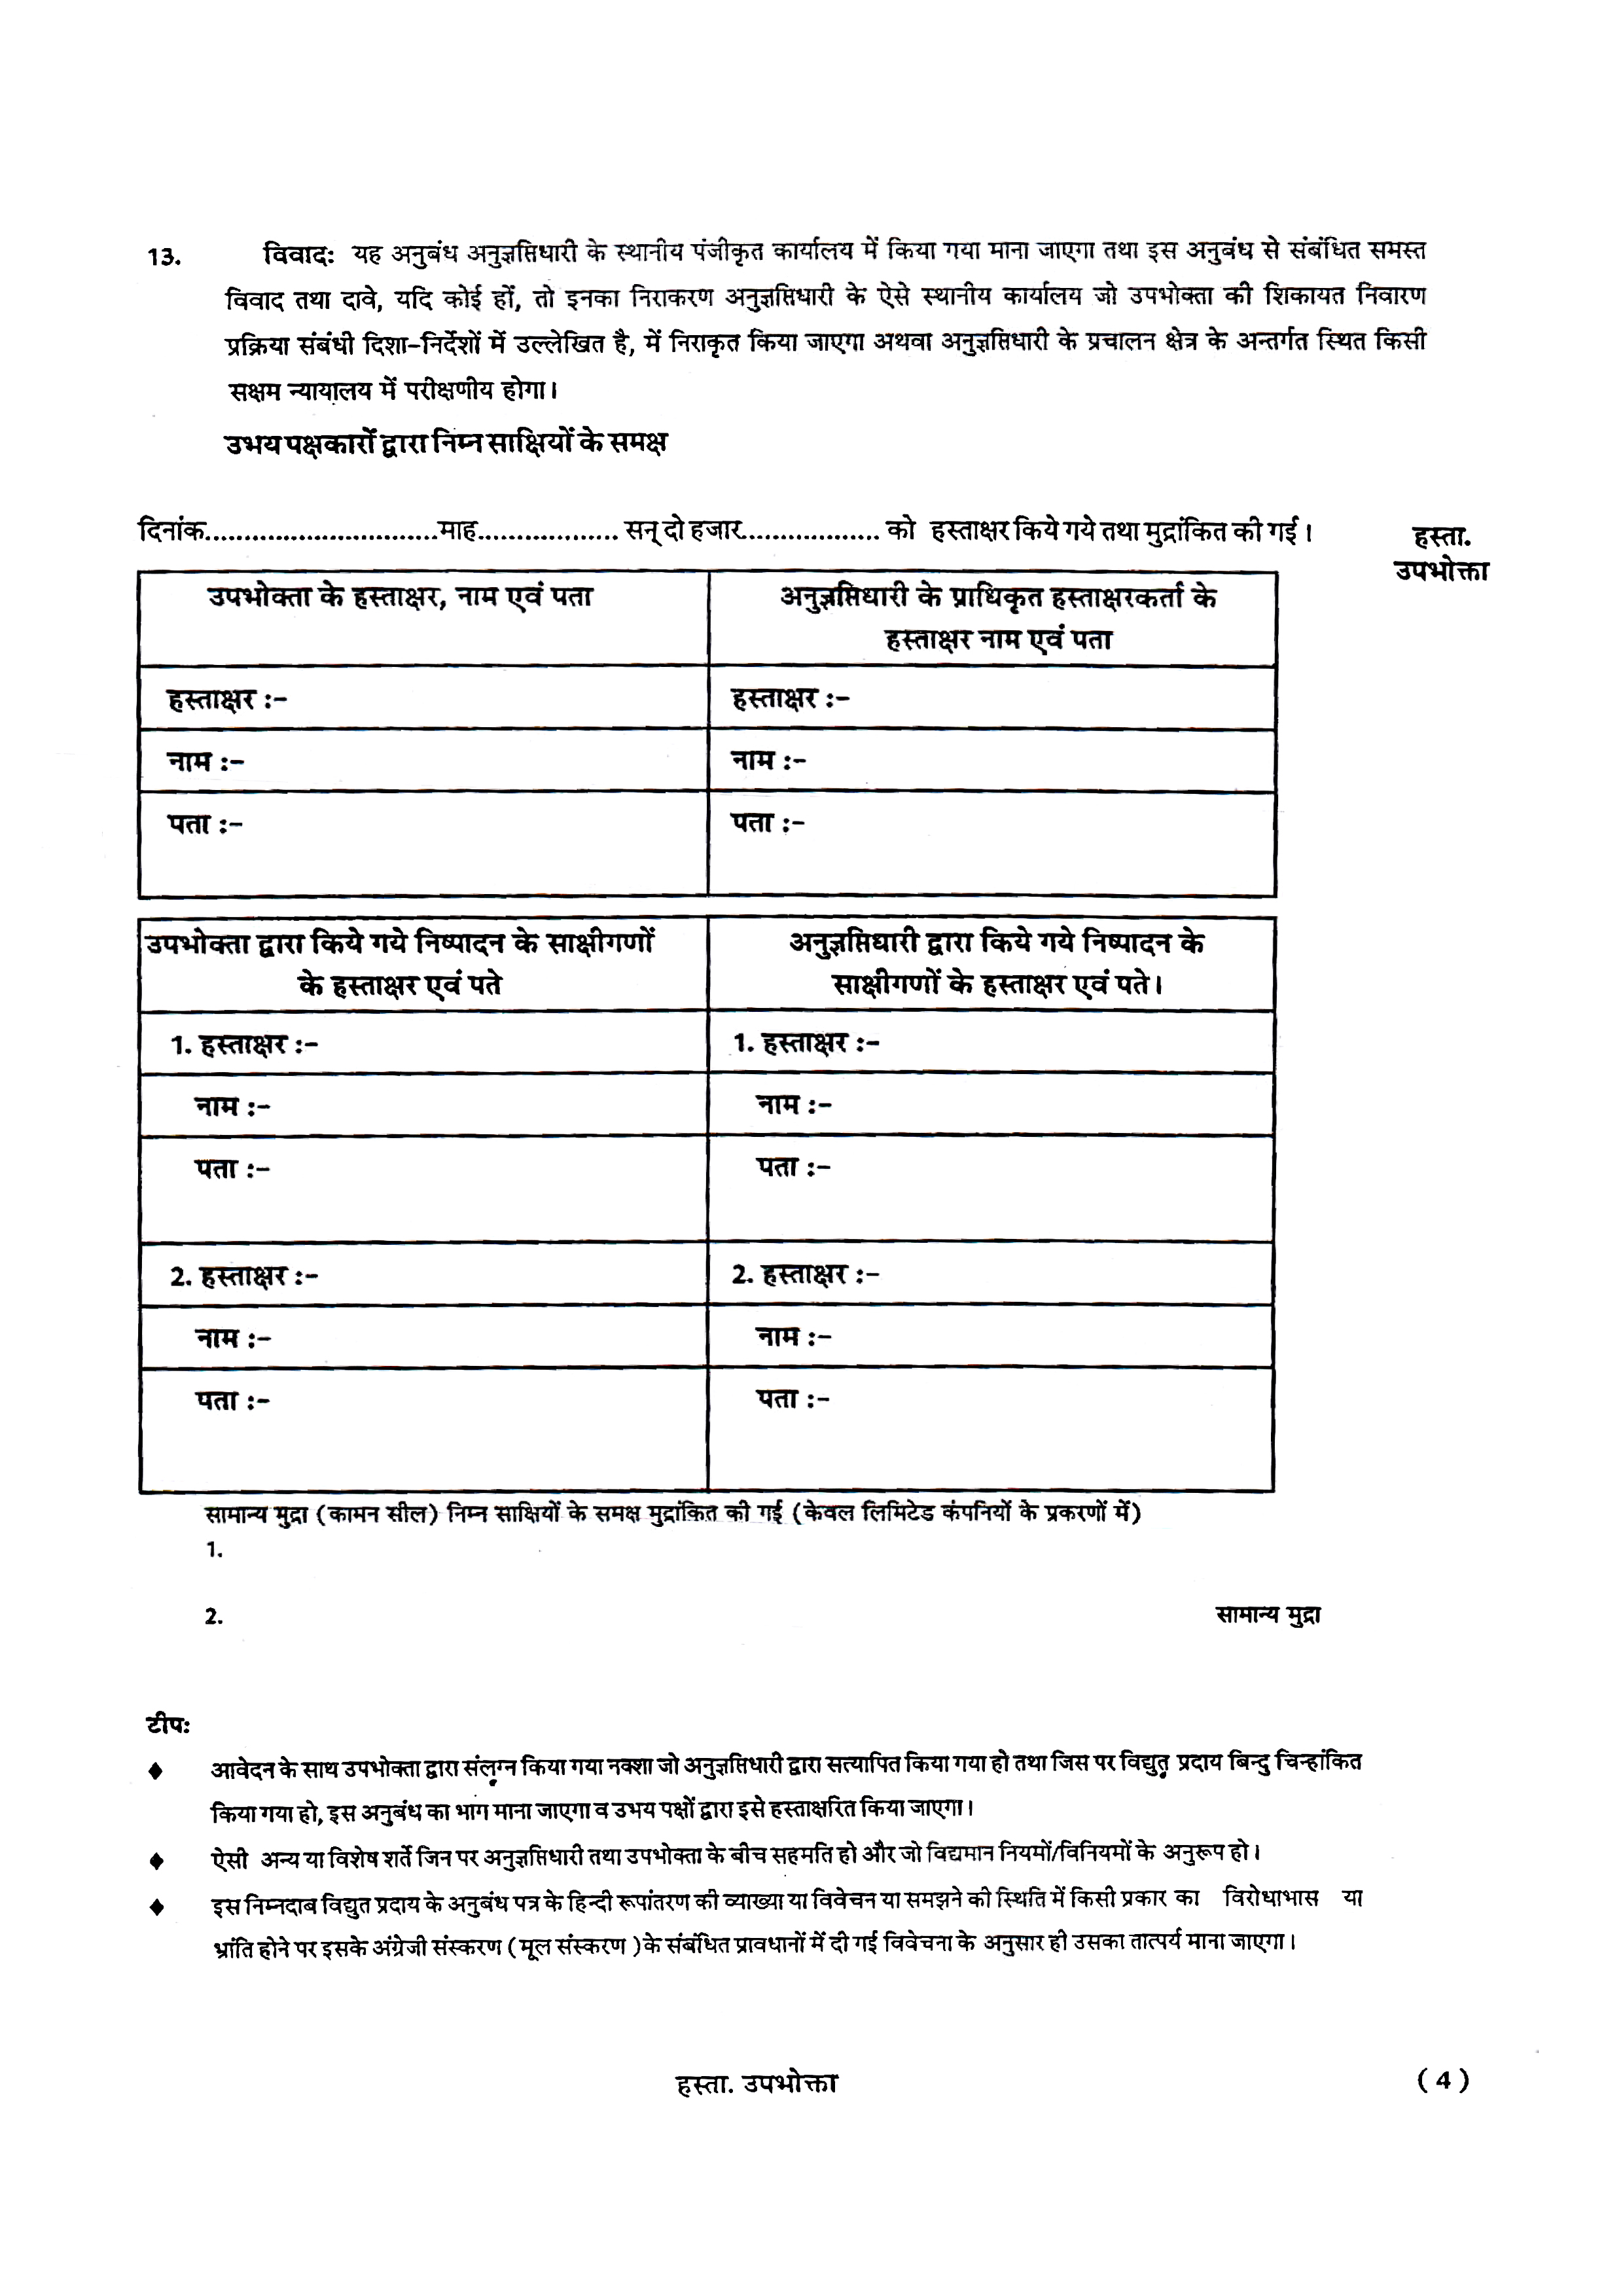 13. विवादः यह अनुबंध अनुज्ञप्तिधारी के स्थानीय पंजीकृत कार्यालय में किया गया माना जाएगा तथा इस अनुबंध से संबंधित समस्त
विवाद तथा दावे, यदि कोई हों, तो इनका निराकरण अनुज्ञप्तिधारी के ऐसे स्थानीय कार्यालय जो उपभोक्ता की शिकायत निवारण
प्रक्रिया संबंधी दिशा–निर्देशों में उल्लेखित है, में निराकृत किया जाएगा अथवा अनुज्ञप्तिधारी के प्रचालन क्षेत्र के अन्तर्गत स्थित किसी
सक्षम न्यायालय में परीक्षणीय होगा।
उभय पक्षकारों द्वारा निम्न साक्षियों के समक्ष
दिनांक.............................माह.................. सन् दो हजार................. को हस्ताक्षर किये गये तथा मुद्रांकित की गई।
हस्ता.
उपभोक्ता
उपभोक्ता के हस्ताक्षर, नाम एवं पता
अनुज्ञप्तिधारी के प्राधिकृत हस्ताक्षरकर्ता के
हस्ताक्षर नाम एवं पता
हस्ताक्षर :–
हस्ताक्षर :–
नाम :–
नाम :–
पता :–
पता :–
उपभोक्ता द्वारा किये गये निष्पादन के साक्षीगणों
के हस्ताक्षर एवं पते
अनुज्ञप्तिधारी द्वारा किये गये निष्पादन के
साक्षीगणों के हस्ताक्षर एवं पते।
1. हस्ताक्षर :–
1. हस्ताक्षर :–
नाम :–
नाम :–
पता :–
पता :–
2. हस्ताक्षर :–
2. हस्ताक्षर :–
नाम :–
नाम :–
पता :–
पता :–
सामान्य मुद्रा (कामन सील) निम्न साक्षियों के समक्ष मुद्रांकित की गई (केवल लिमिटेड कंपनियों के प्रकरणों में)
1.
2. सामान्य मुद्रा
टीपः
♦ आवेदन के साथ उपभोक्ता द्वारा संलग्न किया गया नक्शा जो अनुज्ञप्तिधारी द्वारा सत्यापित किया गया हो तथा जिस पर विद्युत प्रदाय बिन्दु चिन्हांकित
किया गया हो, इस अनुबंध का भाग माना जाएगा व उभय पक्षों द्वारा इसे हस्ताक्षरित किया जाएगा।
♦ ऐसी अन्य या विशेष शर्ते जिन पर अनुज्ञप्तिधारी तथा उपभोक्ता के बीच सहमति हो और जो विद्यमान नियमों/विनियमों के अनुरूप हो।
♦ इस निम्नदाब विद्युत प्रदाय के अनुबंध पत्र के हिन्दी रूपांतरण की व्याख्या या विवेचन या समझने की स्थिति में किसी प्रकार का विरोधाभास या
भ्रांति होने पर इसके अंग्रेजी संस्करण (मूल संस्करण) के संबंधित प्रावधानों में दी गई विवेचना के अनुसार ही उसका तात्पर्य माना जाएगा।
हस्ता. उपभोक्ता
( 4 )